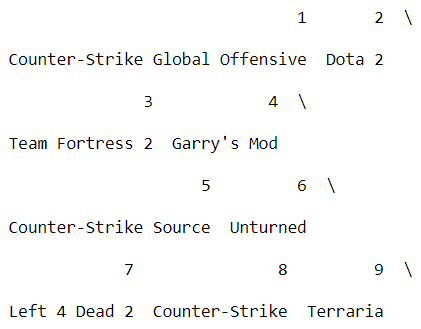 1 2 \
Counter-Strike Global Offensive Dota 2
3 4 \
Team Fortress 2 Garry's Mod
5 6 \
Counter-Strike Source Unturned
7 8 9 \
Left 4 Dead 2 Counter-Strike Terraria